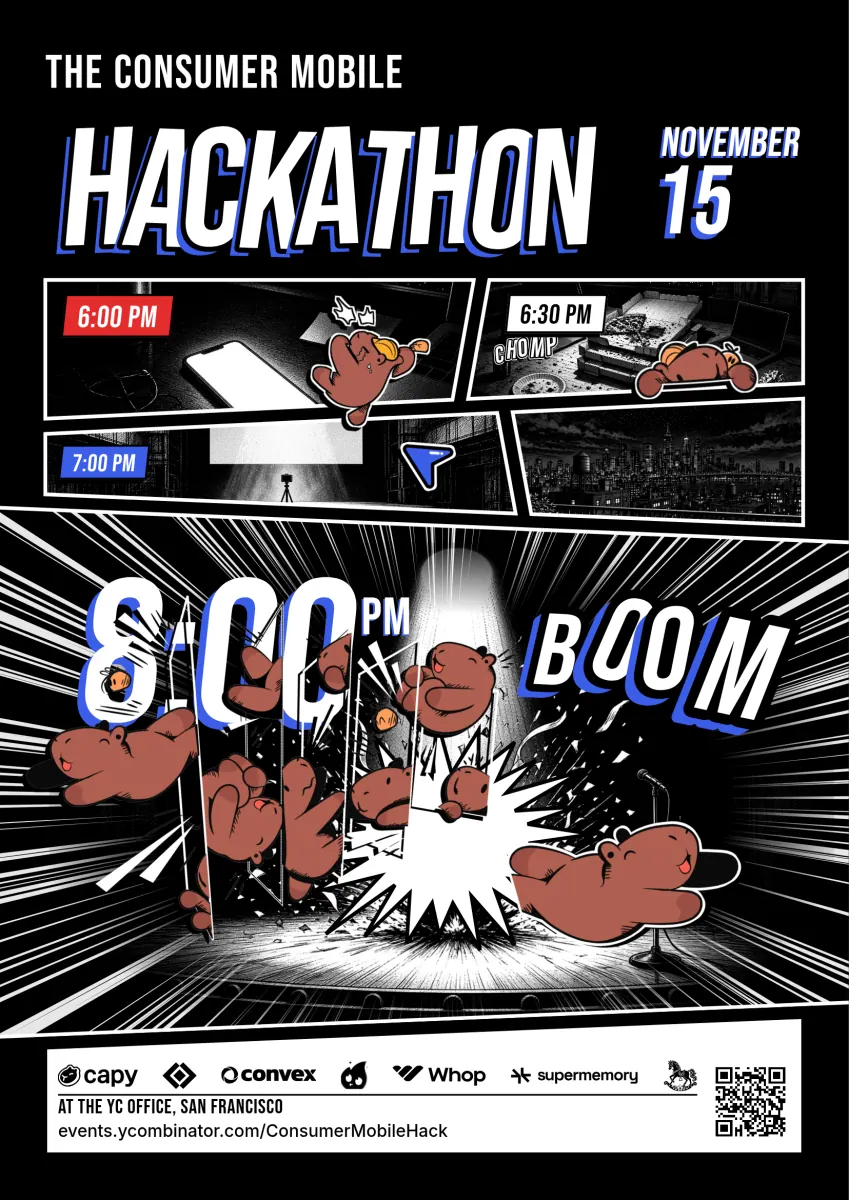 THE CONSUMER MOBILE
HACKATHON
NOVEMBER
15
6:00 PM
6:30 PM
CHOMP
7:00 PM
8:00 PM
BOOM
capy
convex
Whop
supermemory
AT THE YC OFFICE, SAN FRANCISCO
events.ycombinator.com/ConsumerMobileHack